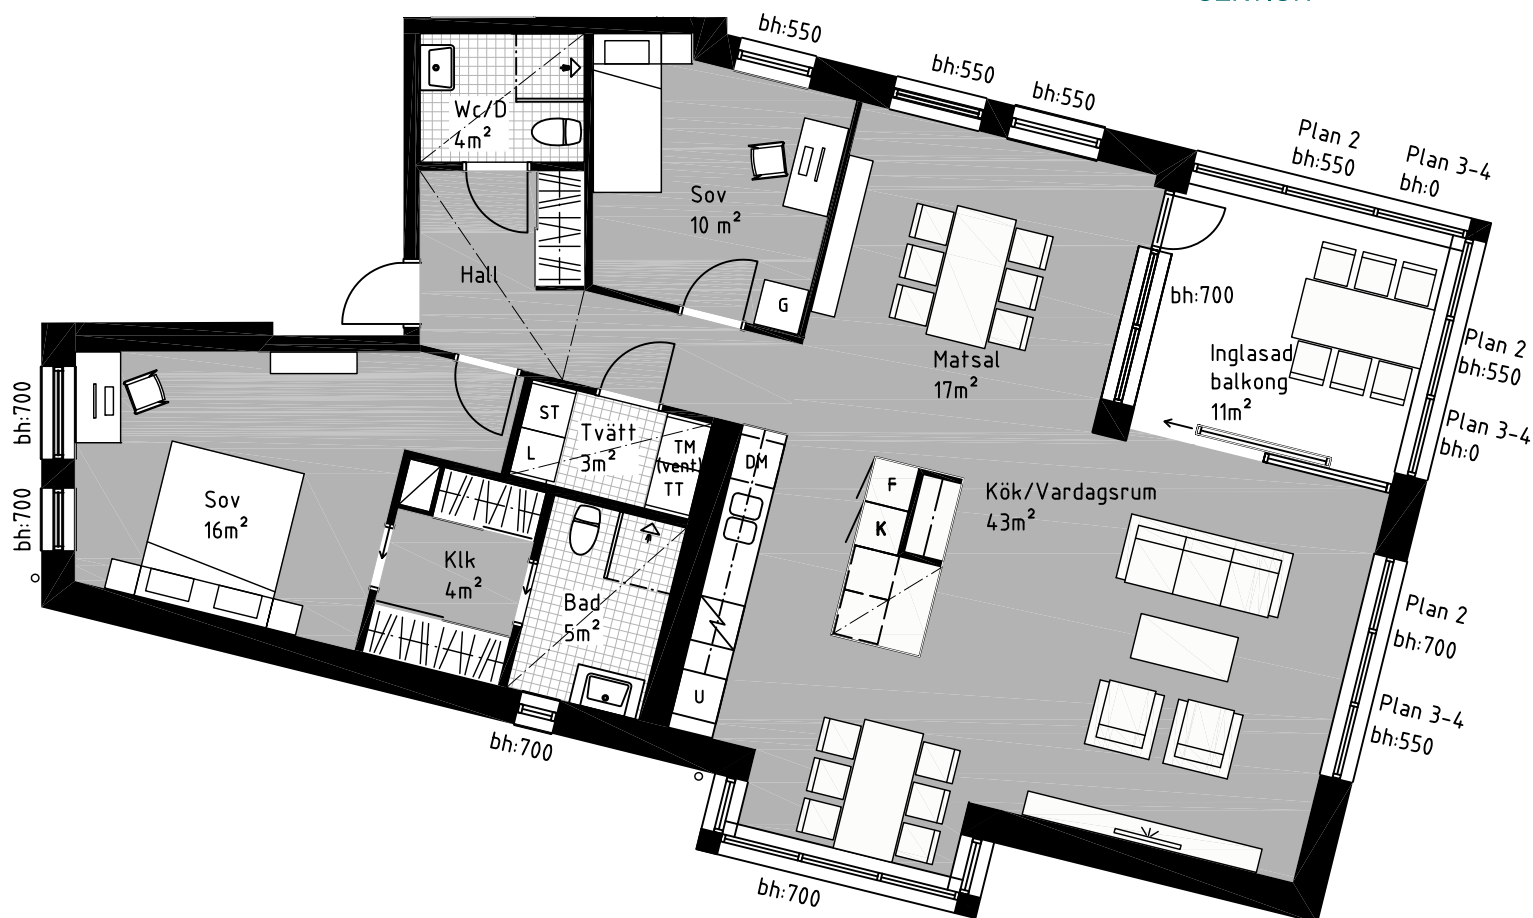 bh:550
bh:550
bh:550
Plan 2
bh:550
Plan 3-4
bh:0
Wc/D
4m²
Sov
10 m²
Hall
G
bh:700
Matsal
17m²
Inglasad
balkong
11m²
Plan 2
bh:550
Plan 3-4
bh:0
bh:700
bh:700
ST
L
Tvätt
3m²
TM
(vent)
TT
DM
F
K
Kök/Vardagsrum
43m²
Sov
16m²
Klk
4m²
Bad
5m²
U
Plan 2
bh:700
Plan 3-4
bh:550
bh:700
bh:700